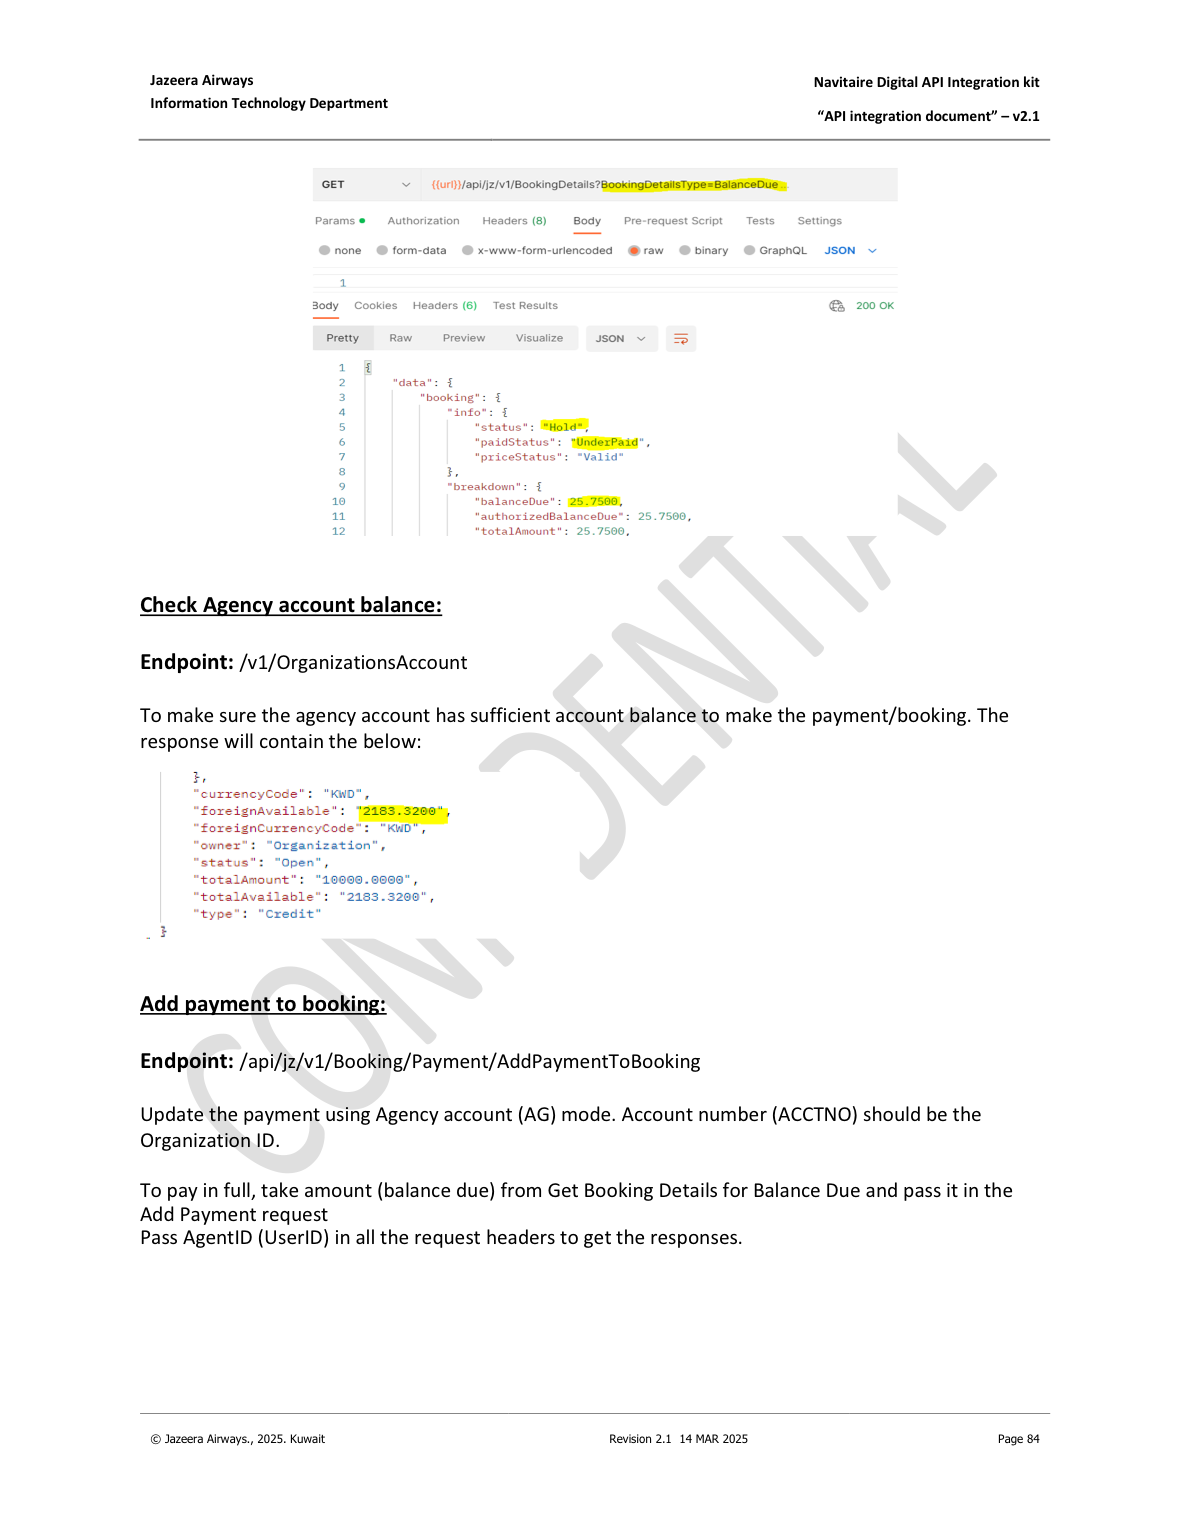 Jazeera Airways
Information Technology Department
Navitaire Digital API Integration kit
“API integration document” – v2.1
GET {{url}}/api/jz/v1/BookingDetails?BookingDetailsType=BalanceDue...
Params Authorization Headers (8) Body Pre-request Script Tests Settings
none form-data x-www-form-urlencoded raw binary GraphQL JSON
1
Body Cookies Headers (6) Test Results 200 OK
Pretty Raw Preview Visualize JSON
1 {
2 "data": {
3 "booking": {
4 "info": {
5 "status": "Hold",
6 "paidStatus": "UnderPaid",
7 "priceStatus": "Valid"
8 },
9 "breakdown": {
10 "balanceDue": 25.7500,
11 "authorizedBalanceDue": 25.7500,
12 "totalAmount": 25.7500,
Check Agency account balance:
Endpoint: /v1/OrganizationsAccount
To make sure the agency account has sufficient account balance to make the payment/booking. The
response will contain the below:
},
"currencyCode": "KWD",
"foreignAvailable": "2183.3200",
"foreignCurrencyCode": "KWD",
"owner": "Organization",
"status": "Open",
"totalAmount": "10000.0000",
"totalAvailable": "2183.3200",
"type": "Credit"
}
Add payment to booking:
Endpoint: /api/jz/v1/Booking/Payment/AddPaymentToBooking
Update the payment using Agency account (AG) mode. Account number (ACCTNO) should be the
Organization ID.
To pay in full, take amount (balance due) from Get Booking Details for Balance Due and pass it in the
Add Payment request
Pass AgentID (UserID) in all the request headers to get the responses.
CONFIDENTIAL
© Jazeera Airways., 2025. Kuwait Revision 2.1 14 MAR 2025 Page 84